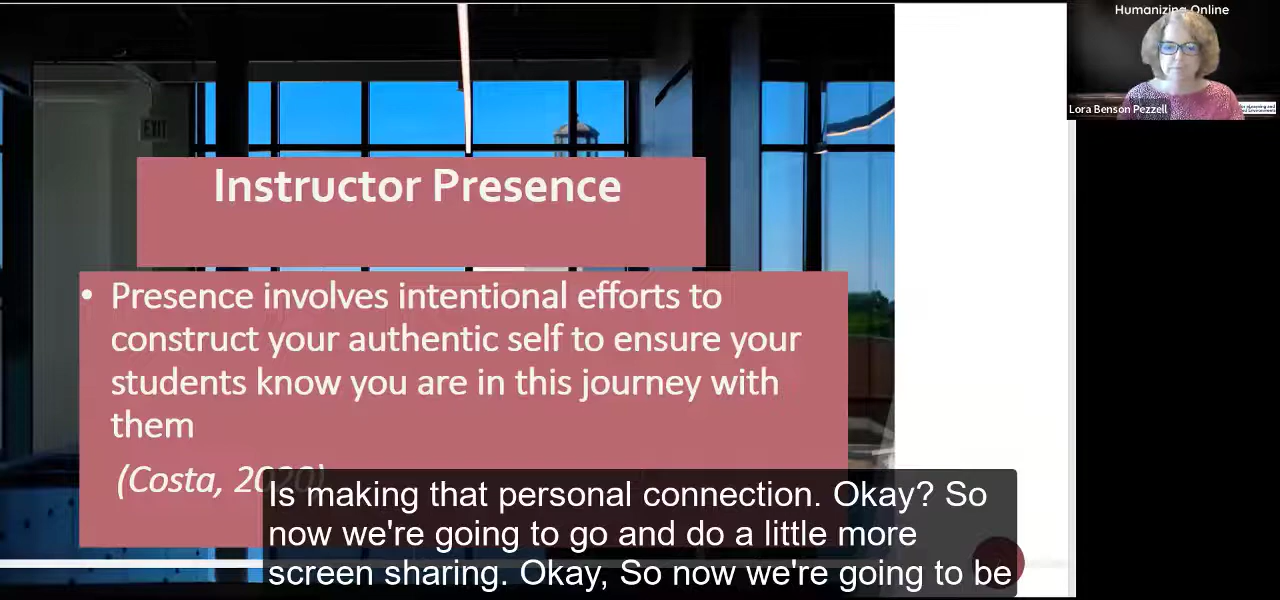 Humanizing Online
Lora Benson Pezzell
EXIT
Instructor Presence
• Presence involves intentional efforts to
construct your authentic self to ensure your
students know you are in this journey with
them
(Costa, 2020)
Is making that personal connection. Okay? So
now we're going to go and do a little more
screen sharing. Okay, So now we're going to be